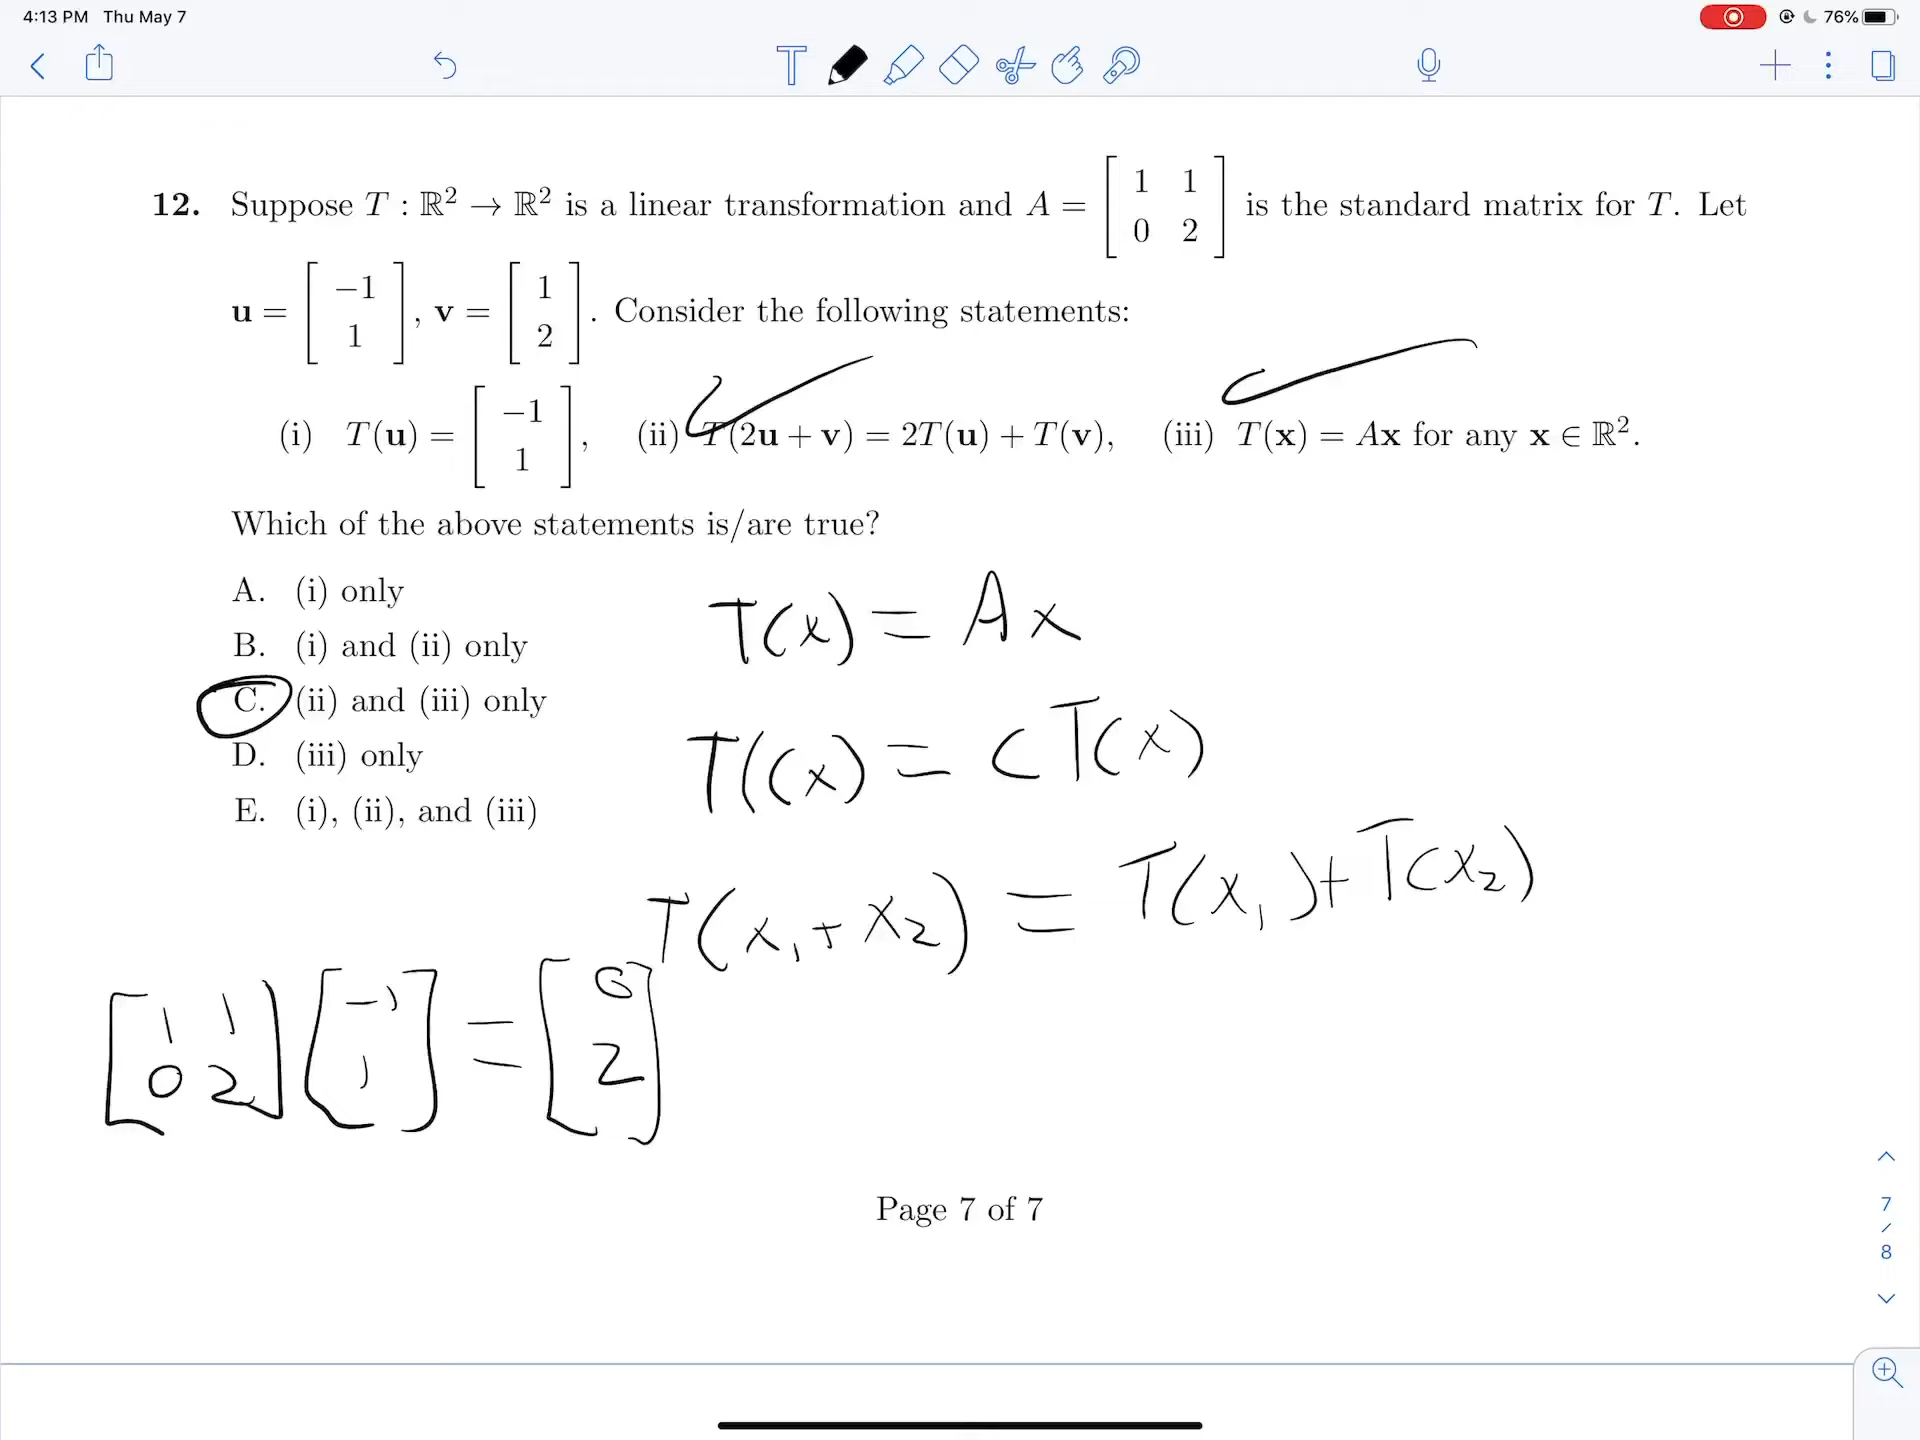 4:13 PM Thu May 7
76%
12. Suppose T : ℝ² → ℝ² is a linear transformation and A = [1 1; 0 2] is the standard matrix for T. Let
u = [−1; 1], v = [1; 2]. Consider the following statements:
(i) T(u) = [−1; 1], (ii) T(2u + v) = 2T(u) + T(v), (iii) T(x) = Ax for any x ∈ ℝ².
Which of the above statements is/are true?
A. (i) only
B. (i) and (ii) only
C. (ii) and (iii) only
D. (iii) only
E. (i), (ii), and (iii)
T(x) = Ax
T(cx) = cT(x)
T(x₁+x₂) = T(x₁)+T(x₂)
[1 1; 0 2] [−1; 1] = [0; 2]
Page 7 of 7
7
/
8